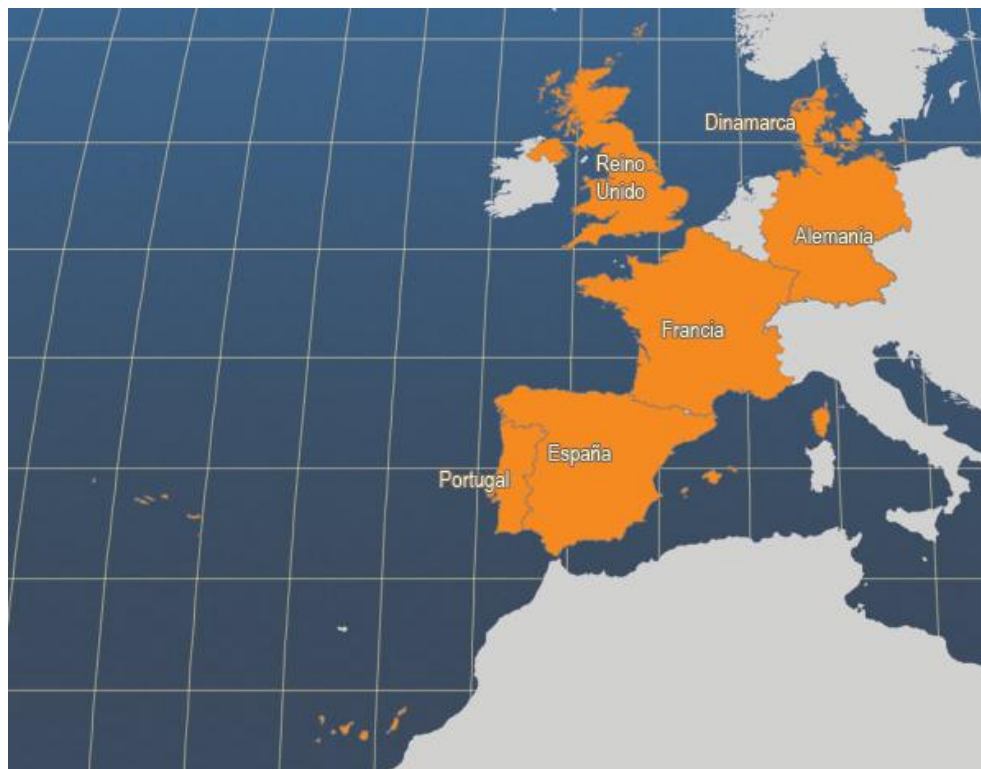 Dinamarca
Reino
Unido
Alemania
Francia
España
Portugal